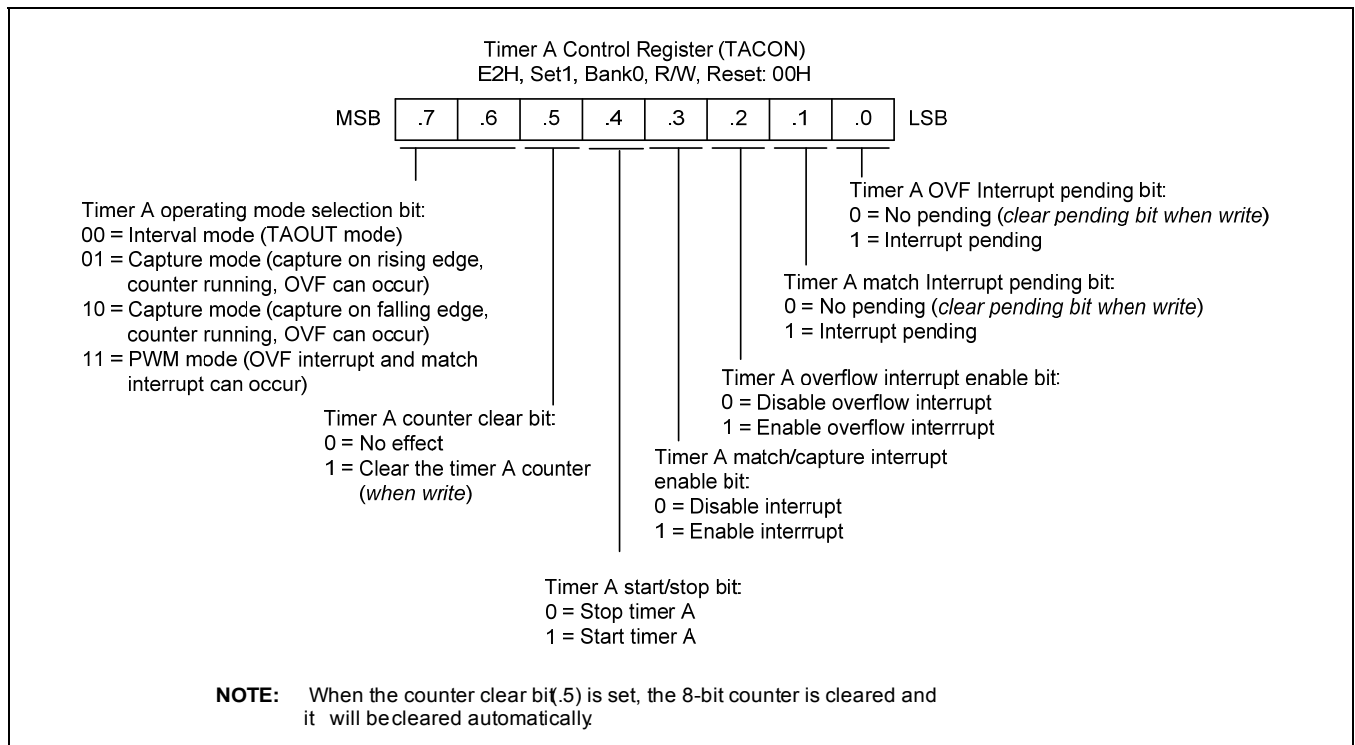 Timer A Control Register (TACON)
E2H, Set1, Bank0, R/W, Reset: 00H
MSB .7 .6 .5 .4 .3 .2 .1 .0 LSB
Timer A operating mode selection bit:
00 = Interval mode (TAOUT mode)
01 = Capture mode (capture on rising edge,
counter running, OVF can occur)
10 = Capture mode (capture on falling edge,
counter running, OVF can occur)
11 = PWM mode (OVF interrupt and match
interrupt can occur)
Timer A counter clear bit:
0 = No effect
1 = Clear the timer A counter
(when write)
Timer A start/stop bit:
0 = Stop timer A
1 = Start timer A
Timer A match/capture interrupt
enable bit:
0 = Disable interrupt
1 = Enable interrrupt
Timer A overflow interrupt enable bit:
0 = Disable overflow interrupt
1 = Enable overflow interrrupt
Timer A match Interrupt pending bit:
0 = No pending (clear pending bit when write)
1 = Interrupt pending
Timer A OVF Interrupt pending bit:
0 = No pending (clear pending bit when write)
1 = Interrupt pending
NOTE: When the counter clear bit(.5) is set, the 8-bit counter is cleared and
it will be cleared automatically.